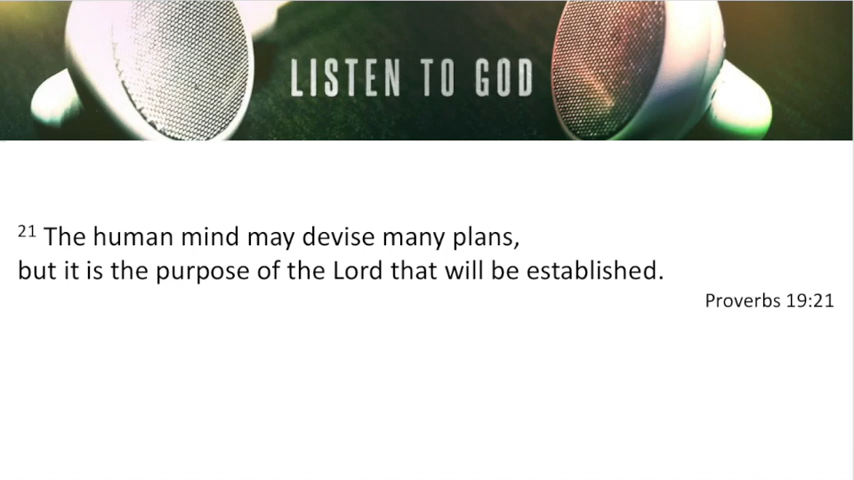 LISTEN TO GOD
21 The human mind may devise many plans,
but it is the purpose of the Lord that will be established.
Proverbs 19:21